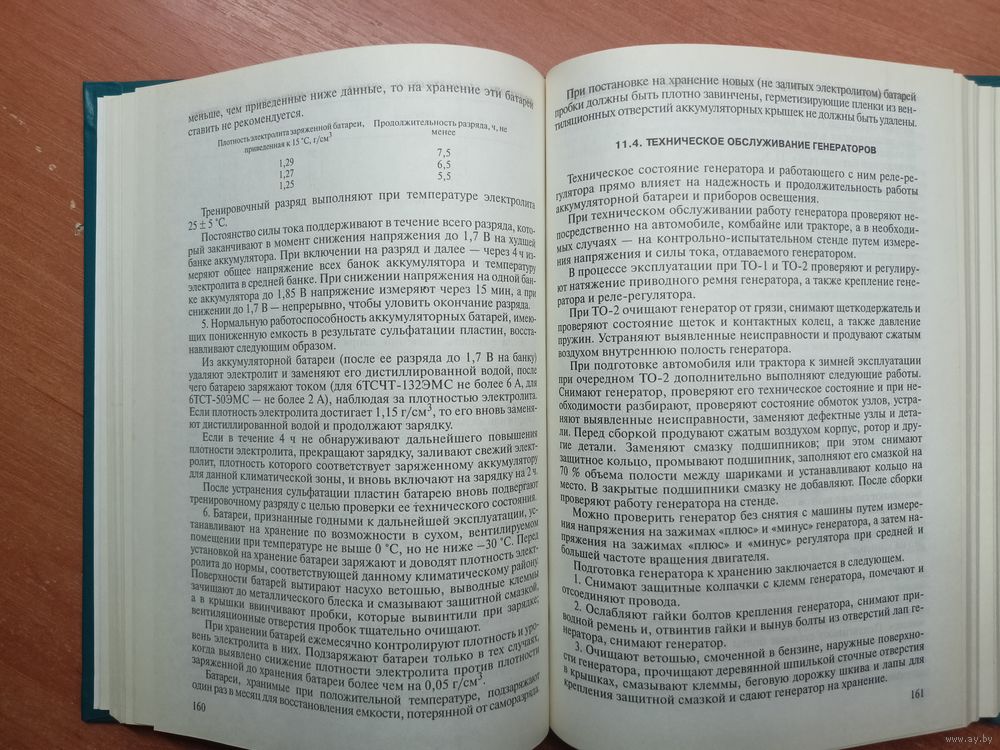 меньше, чем приведенные ниже данные, то на хранение эти батареи
ставить не рекомендуется.
Плотность электролита заряженной батареи,
приведенная к 15 °С, г/см³
Продолжительность разряда, ч, не
менее
1,29 7,5
1,27 6,5
1,25 5,5
Тренировочный разряд выполняют при температуре электролита
25 ± 5 °С.
Постоянство силы тока поддерживают в течение всего разряда, кото-
рый заканчивают в момент снижения напряжения до 1,7 В на худшей
банке аккумулятора. При включении на разряд и далее — через 4 ч из-
меряют общее напряжение всех банок аккумулятора и температуру
электролита в средней банке. При снижении напряжения на одной бан-
ке аккумулятора до 1,85 В напряжение измеряют через 15 мин, а при
снижении до 1,7 В — непрерывно, чтобы уловить окончание разряда.
5. Нормальную работоспособность аккумуляторных батарей, имею-
щих пониженную емкость в результате сульфатации пластин, восста-
навливают следующим образом.
Из аккумуляторной батареи (после ее разряда до 1,7 В на банку)
удаляют электролит и заменяют его дистиллированной водой, после
чего батарею заряжают током (для 6ТСЧТ-132ЭМС не более 6 А, для
6ТСТ-50ЭМС — не более 2 А), наблюдая за плотностью электролита.
Если плотность электролита достигает 1,15 г/см³, то его вновь заменя-
ют дистиллированной водой и продолжают зарядку.
Если в течение 4 ч не обнаруживают дальнейшего повышения
плотности электролита, прекращают зарядку, заливают свежий элект-
ролит, плотность которого соответствует заряженному аккумулятору
для данной климатической зоны, и вновь включают на зарядку на 2 ч.
После устранения сульфатации пластин батарею вновь подвергают
тренировочному разряду с целью проверки ее технического состояния.
6. Батареи, признанные годными к дальнейшей эксплуатации, ус-
танавливают на хранение по возможности в сухом, вентилируемом
помещении при температуре не выше 0 °С, но не ниже −30 °С. Перед
установкой на хранение батареи заряжают и доводят плотность элект-
ролита до нормы, соответствующей данному климатическому району.
Поверхности батарей вытирают насухо ветошью, выводные клеммы
зачищают до металлического блеска и смазывают защитной смазкой,
а в крышки ввинчивают пробки, которые вывинтили при зарядке;
вентиляционные отверстия пробок тщательно очищают.
При хранении батарей ежемесячно контролируют плотность и уро-
вень электролита в них. Подзаряжают батареи только в тех случаях,
когда выявлено снижение плотности электролита против плотности
заряженной до хранения батареи более чем на 0,05 г/см³.
Батареи, хранимые при положительной температуре, подзаряжают
один раз в месяц для восстановления емкости, потерянной от саморазряда.
160
При постановке на хранение новых (не залитых электролитом) батарей
пробки должны быть плотно завинчены, герметизирующие пленки из вен-
тиляционных отверстий аккумуляторных крышек не должны быть удалены.
11.4. ТЕХНИЧЕСКОЕ ОБСЛУЖИВАНИЕ ГЕНЕРАТОРОВ
Техническое состояние генератора и работающего с ним реле-ре-
гулятора прямо влияет на надежность и продолжительность работы
аккумуляторной батареи и приборов освещения.
При техническом обслуживании работу генератора проверяют не-
посредственно на автомобиле, комбайне или тракторе, а в необходи-
мых случаях — на контрольно-испытательном стенде путем измере-
ния напряжения и силы тока, отдаваемого генератором.
В процессе эксплуатации при ТО-1 и ТО-2 проверяют и регулиру-
ют натяжение приводного ремня генератора, а также крепление гене-
ратора и реле-регулятора.
При ТО-2 очищают генератор от грязи, снимают щеткодержатель и
проверяют состояние щеток и контактных колец, а также давление
пружин. Устраняют выявленные неисправности и продувают сжатым
воздухом внутреннюю полость генератора.
При подготовке автомобиля или трактора к зимней эксплуатации
при очередном ТО-2 дополнительно выполняют следующие работы.
Снимают генератор, проверяют его техническое состояние и при не-
обходимости разбирают, проверяют состояние обмоток узлов, устра-
няют выявленные неисправности, заменяют дефектные узлы и дета-
ли. Перед сборкой продувают сжатым воздухом корпус, ротор и дру-
гие детали. Заменяют смазку подшипников; при этом снимают
защитное кольцо, промывают подшипник, заполняют его смазкой на
70 % объема полости между шариками и устанавливают кольцо на
место. В закрытые подшипники смазку не добавляют. После сборки
проверяют работу генератора на стенде.
Можно проверить генератор без снятия с машины путем измере-
ния напряжения на зажимах «плюс» и «минус» генератора, а затем на-
пряжения на зажимах «плюс» и «минус» регулятора при средней и
большей частоте вращения двигателя.
Подготовка генератора к хранению заключается в следующем.
1. Снимают защитные колпачки с клемм генератора, помечают и
отсоединяют провода.
2. Ослабляют гайки болтов крепления генератора, снимают при-
водной ремень и, отвинтив гайки и вынув болты из отверстий лап ге-
нератора, снимают генератор.
3. Очищают ветошью, смоченной в бензине, наружные поверхно-
сти генератора, прочищают деревянной шпилькой сточные отверстия
в крышках, смазывают клеммы, беговую дорожку шкива и лапы для
крепления защитной смазкой и сдают генератор на хранение.
161
www.ay.by